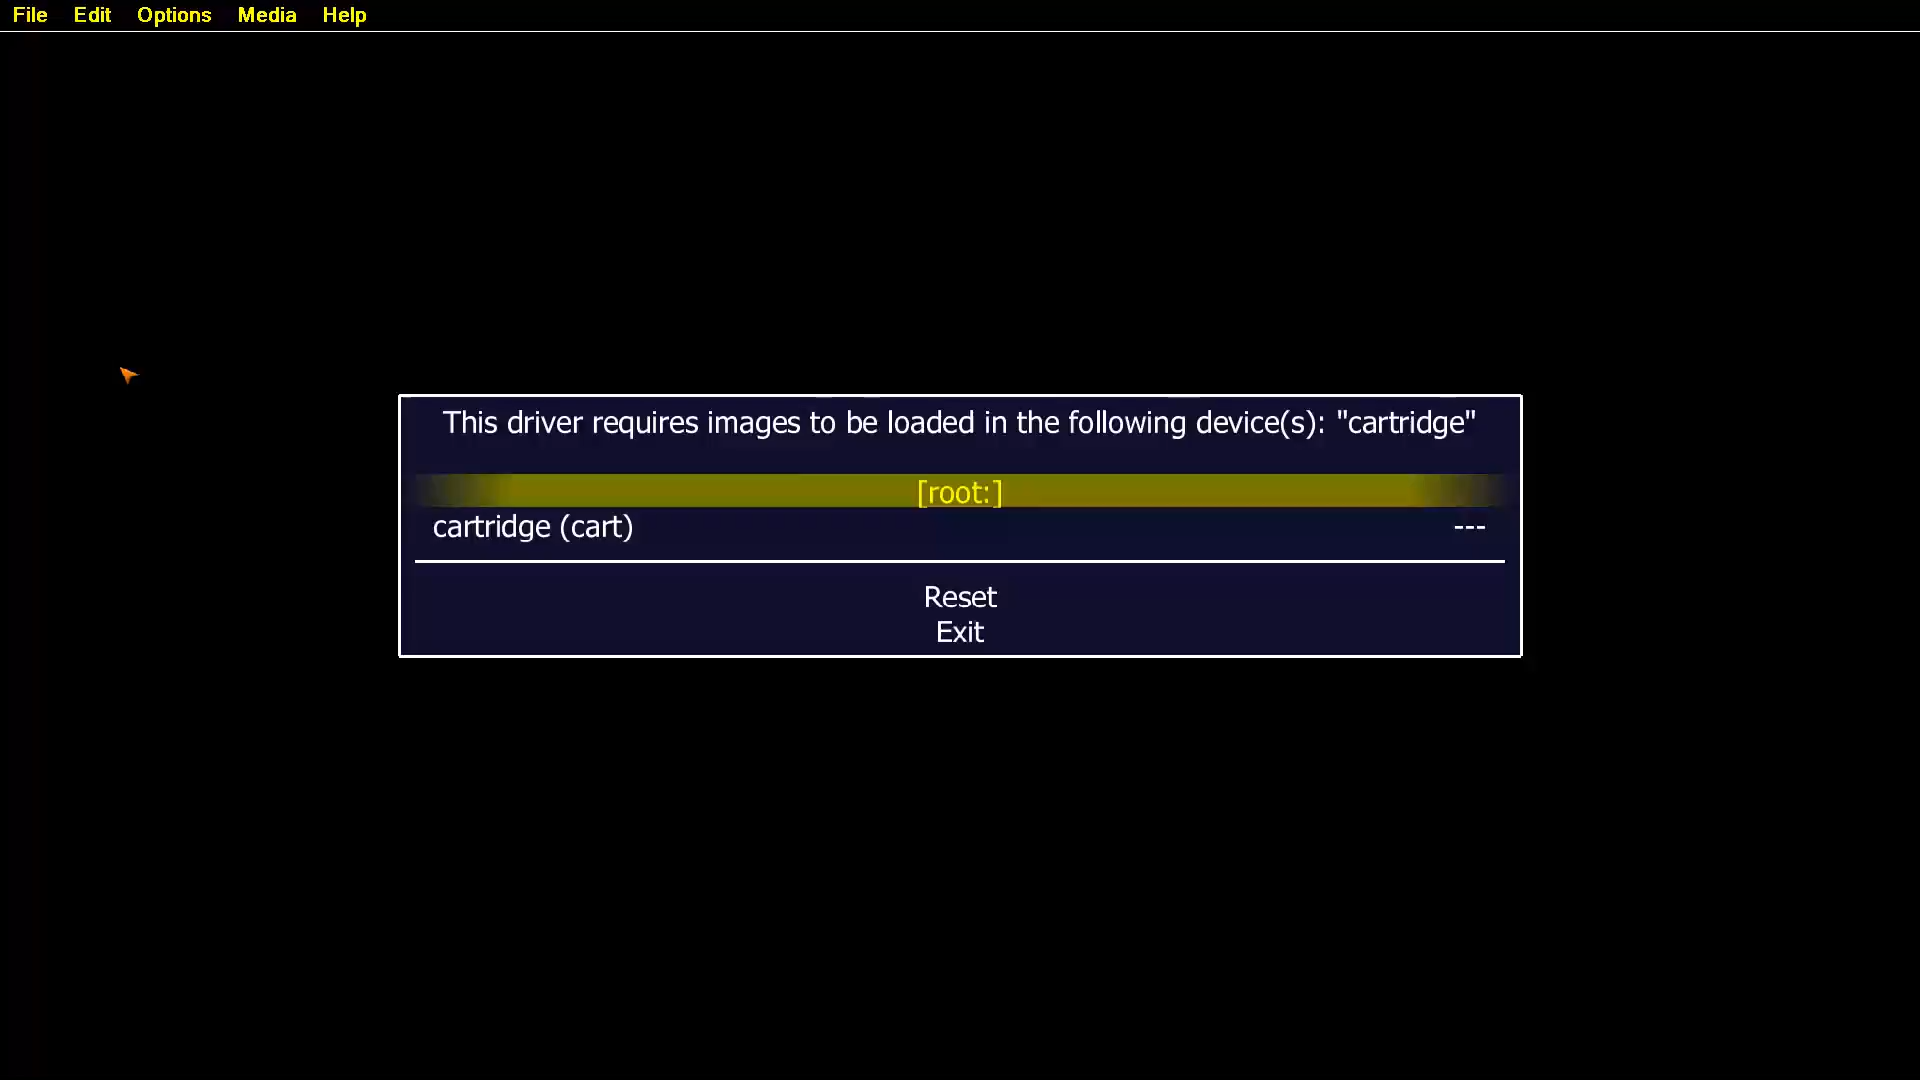 File Edit Options Media Help
This driver requires images to be loaded in the following device(s): "cartridge"
[root:]
cartridge (cart) ---
Reset
Exit